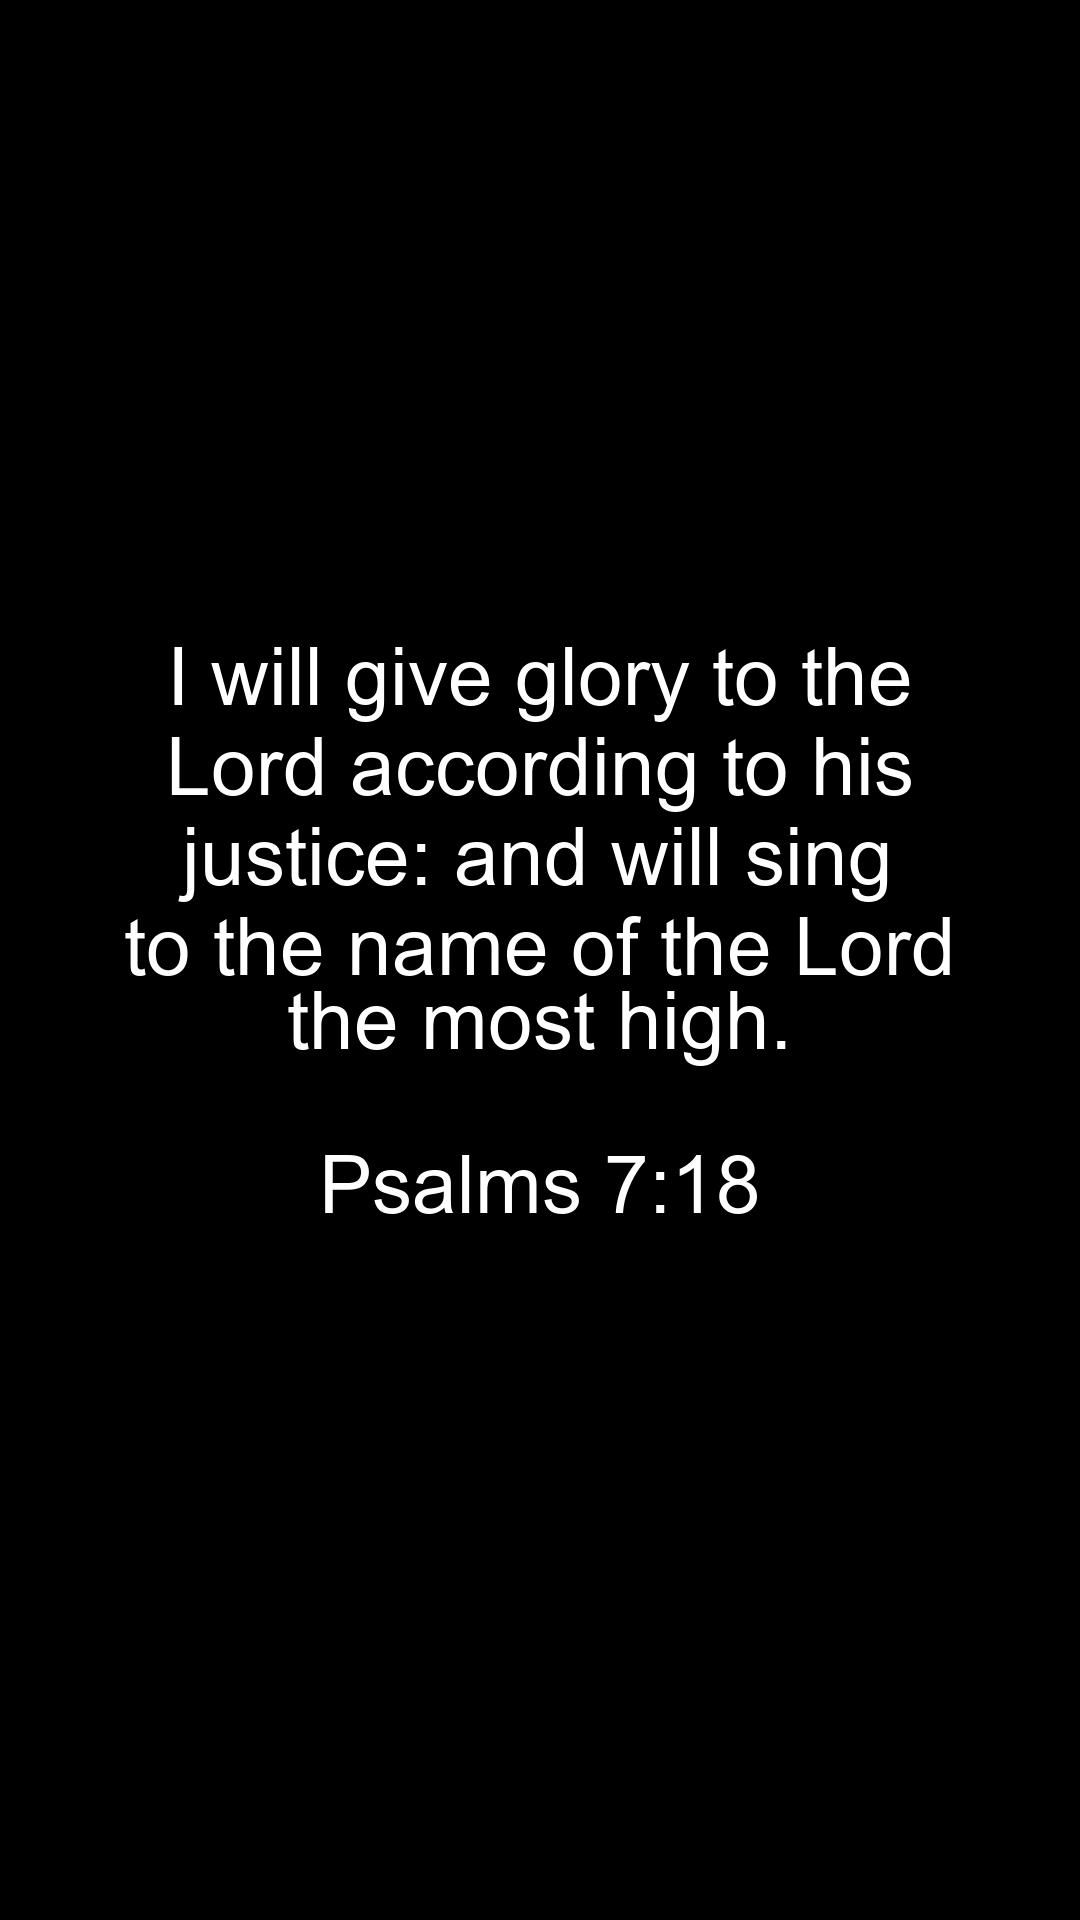 I will give glory to the
Lord according to his
justice: and will sing
to the name of the Lord
the most high.
Psalms 7:18